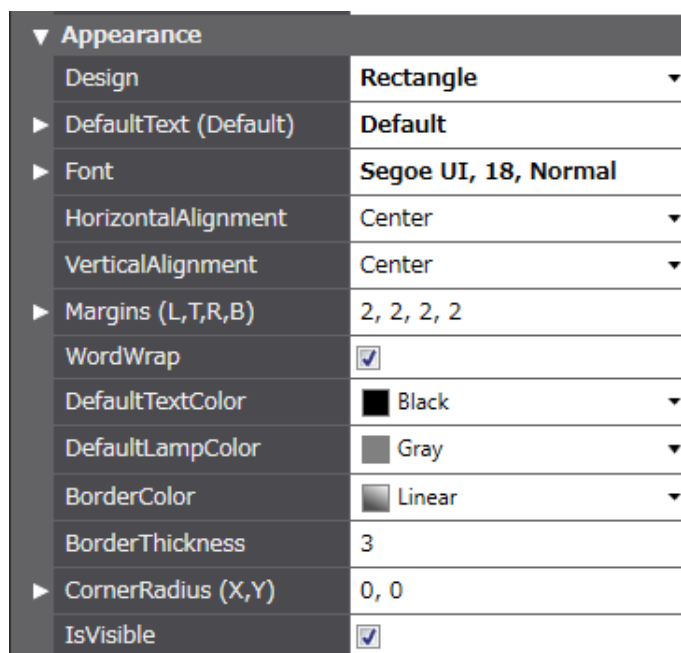 Appearance
Design Rectangle
DefaultText (Default) Default
Font Segoe UI, 18, Normal
HorizontalAlignment Center
VerticalAlignment Center
Margins (L,T,R,B) 2, 2, 2, 2
WordWrap
DefaultTextColor Black
DefaultLampColor Gray
BorderColor Linear
BorderThickness 3
CornerRadius (X,Y) 0, 0
IsVisible